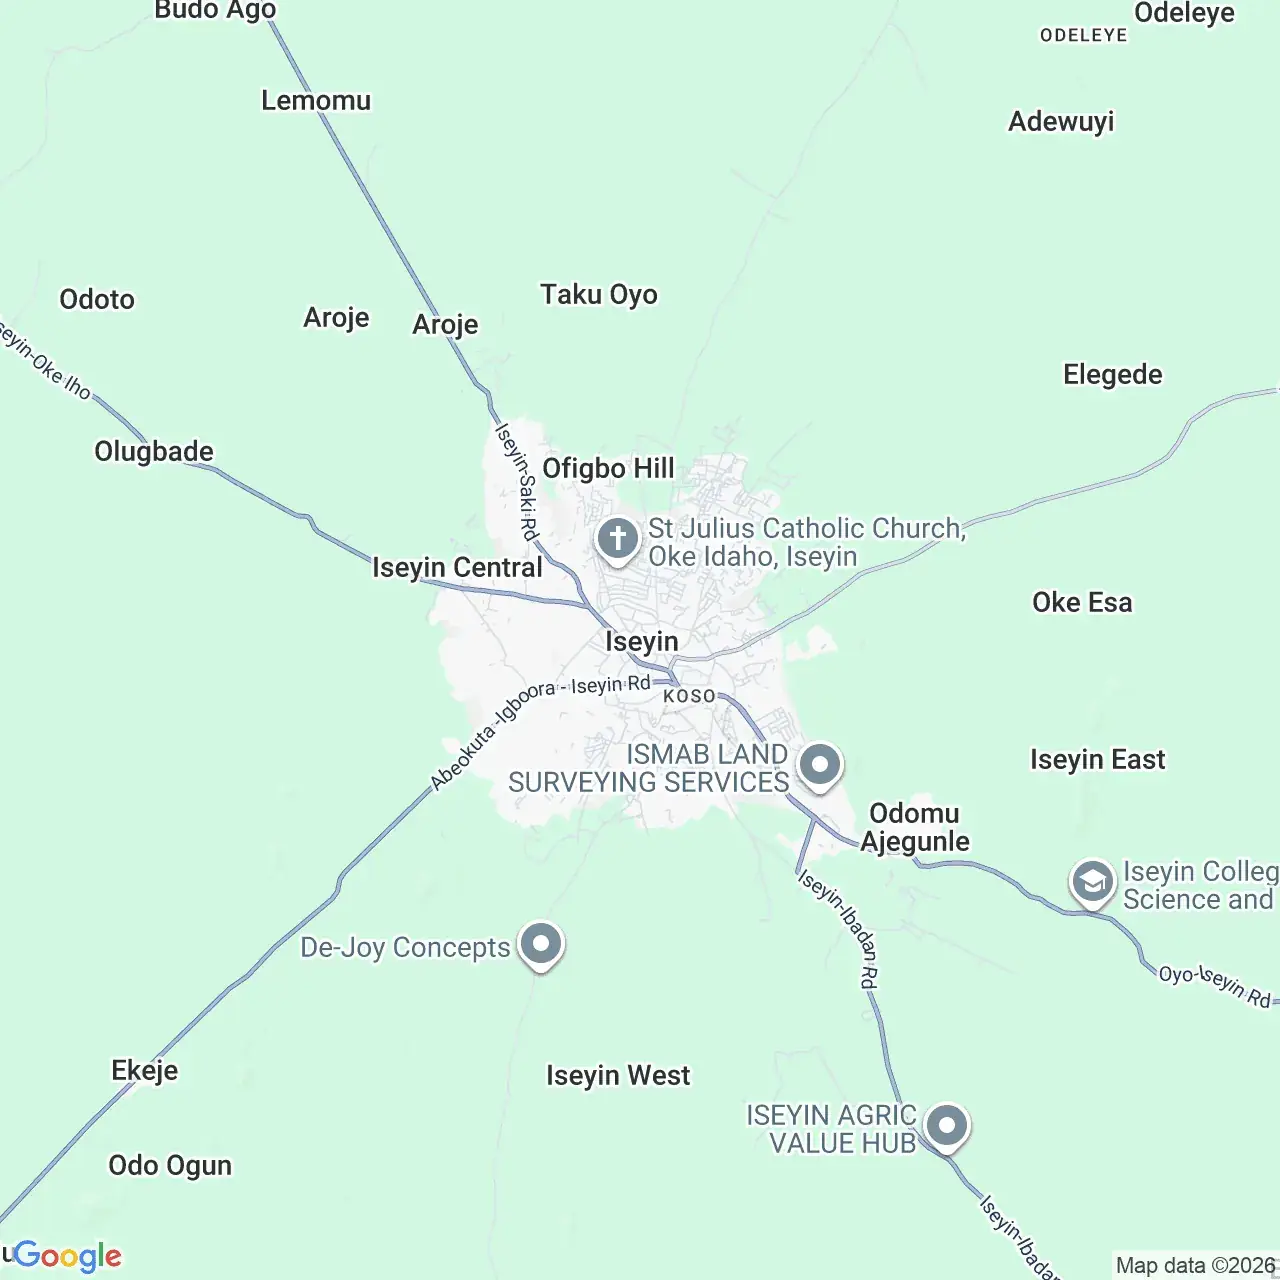 Budo Ago
Odeleye
ODELEYE
Lemomu
Adewuyi
Odoto
Taku Oyo
Aroje
Aroje
seyin-Oke Iho
Elegede
Olugbade
Iseyin-Saki Rd
Ofigbo Hill
St Julius Catholic Church,
Oke Idaho, Iseyin
Iseyin Central
Oke Esa
Iseyin
Abeokuta - Igboora - Iseyin Rd
KOSO
ISMAB LAND
SURVEYING SERVICES
Iseyin East
Odomu
Ajegunle
Iseyin Colleg
Science and
Iseyin-Ibadan Rd
De-Joy Concepts
Oyo-Iseyin Rd
Ekeje
Iseyin West
ISEYIN AGRIC
VALUE HUB
Odo Ogun
Iseyin-Ibadan
u
Google
Map data ©2026